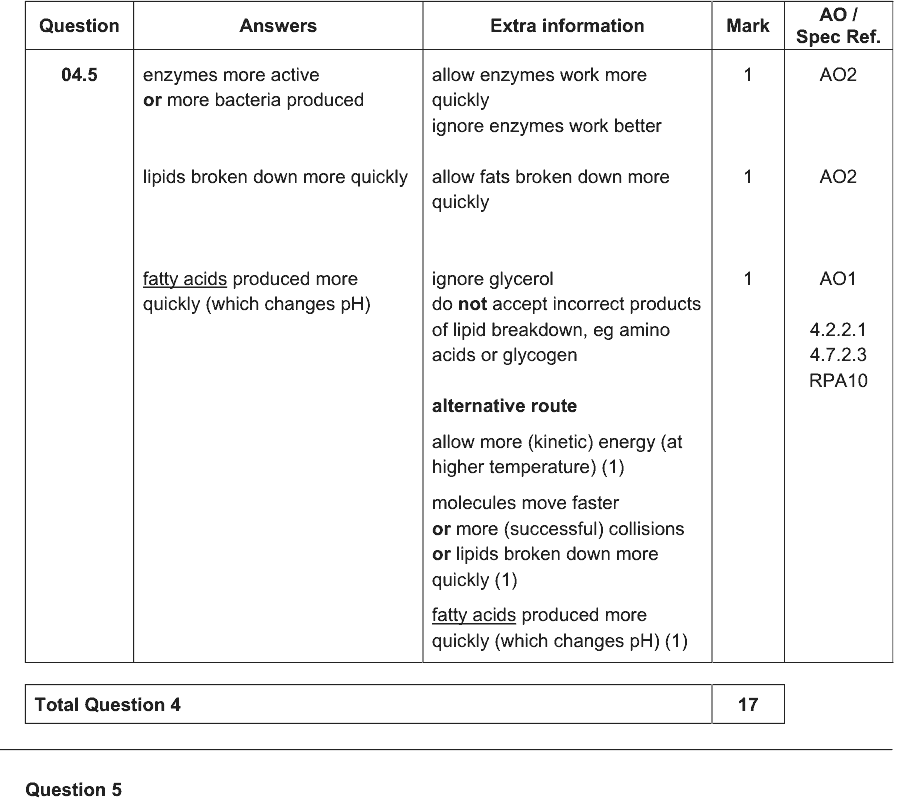 Question Answers Extra information Mark AO /
Spec Ref.
04.5 enzymes more active allow enzymes work more 1 AO2
or more bacteria produced quickly
ignore enzymes work better
lipids broken down more quickly allow fats broken down more 1 AO2
quickly
fatty acids produced more ignore glycerol 1 AO1
quickly (which changes pH) do not accept incorrect products
of lipid breakdown, eg amino 4.2.2.1
acids or glycogen 4.7.2.3
RPA10
alternative route
allow more (kinetic) energy (at
higher temperature) (1)
molecules move faster
or more (successful) collisions
or lipids broken down more
quickly (1)
fatty acids produced more
quickly (which changes pH) (1)
Total Question 4 17
Question 5